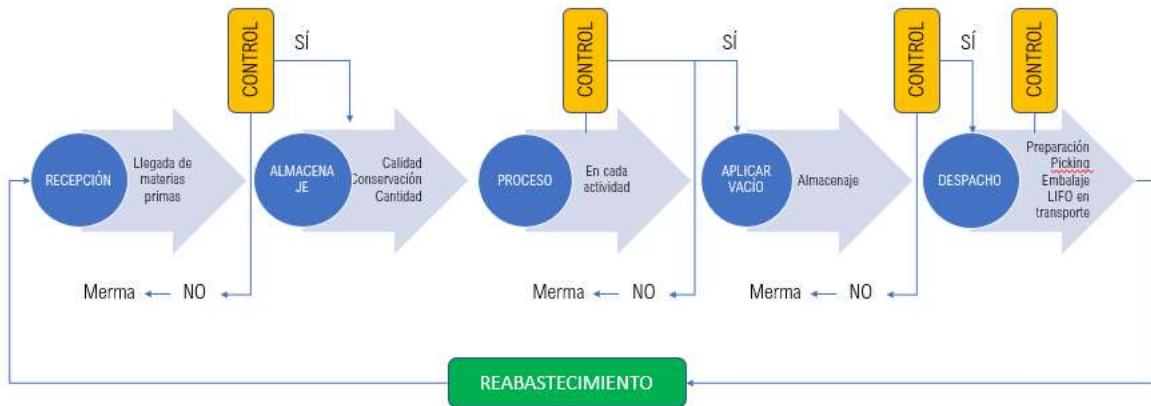 CONTROL
SÍ
CONTROL
SÍ
CONTROL
SÍ
CONTROL
RECEPCIÓN
Llegada de
materias
primas
ALMACENA
JE
Calidad
Conservación
Cantidad
PROCESO
En cada
actividad
APLICAR
VACÍO
Almacenaje
DESPACHO
Preparación
Picking
Embalaje
LIFO en
transporte
Merma
NO
Merma
NO
Merma
NO
REABASTECIMIENTO